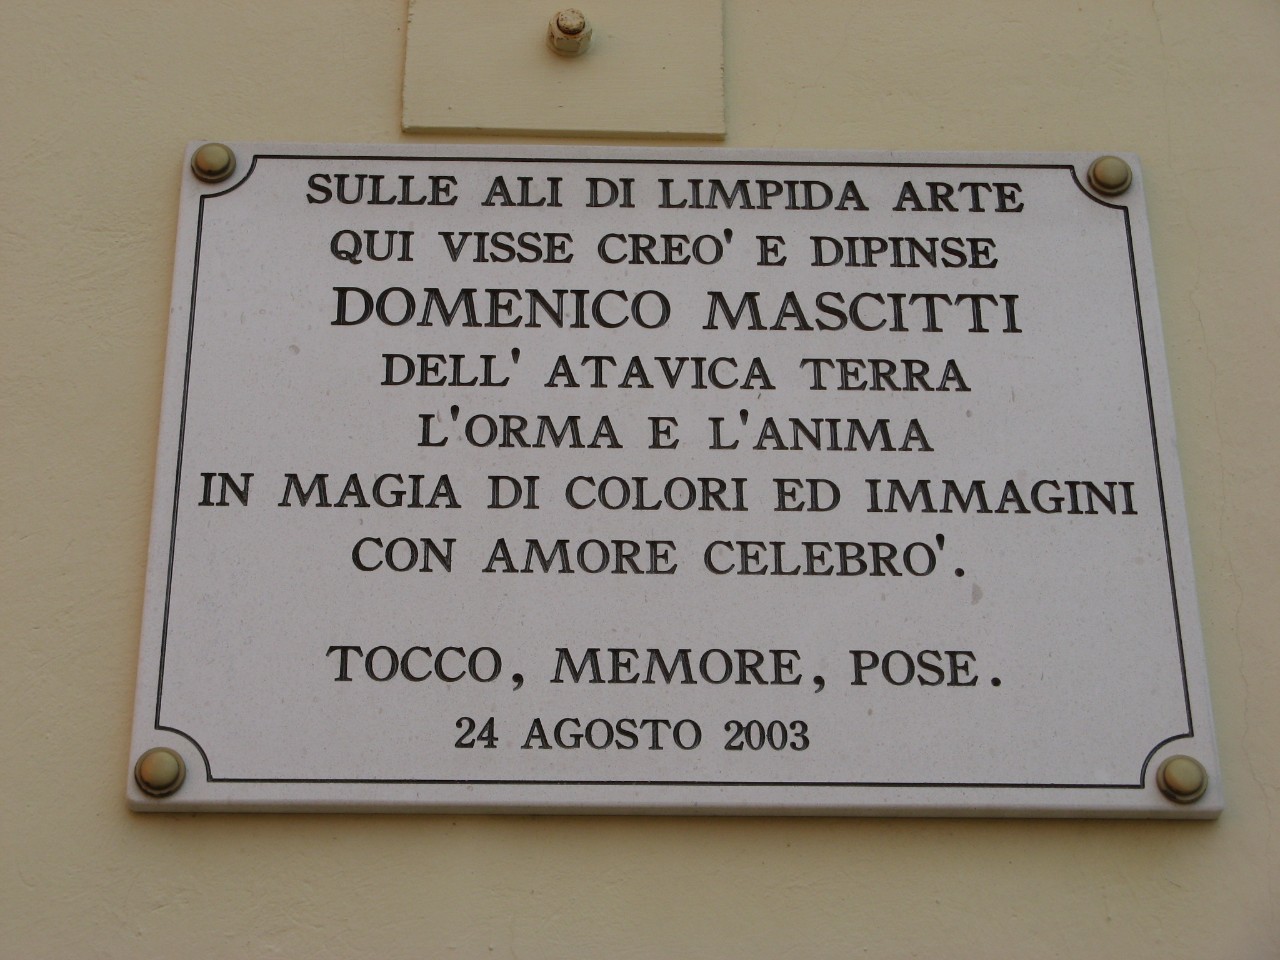 SULLE ALI DI LIMPIDA ARTE
QUI VISSE CREO' E DIPINSE
DOMENICO MASCITTI
DELL' ATAVICA TERRA
L'ORMA E L'ANIMA
IN MAGIA DI COLORI ED IMMAGINI
CON AMORE CELEBRO'.
TOCCO, MEMORE, POSE.
24 AGOSTO 2003